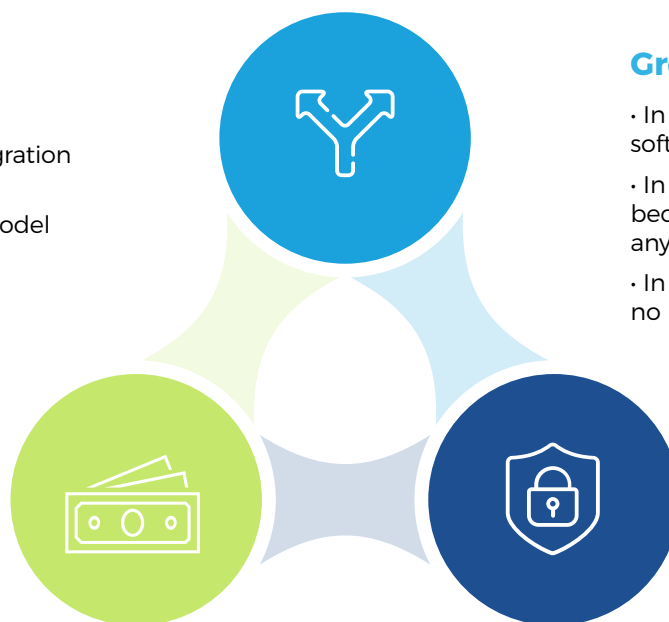 gration
odel
Gr
• In
soft
• In
bec
any
• In
no